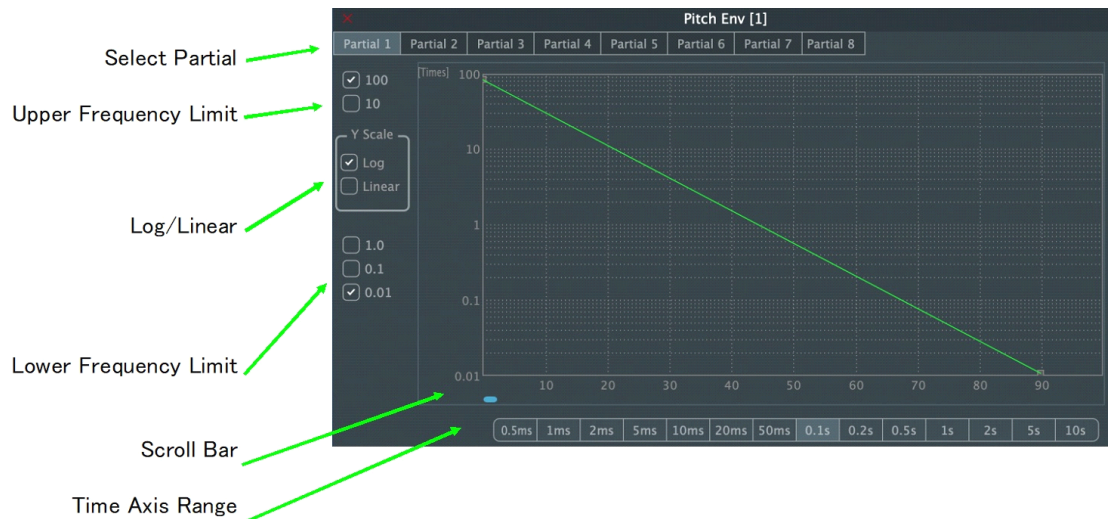 Pitch Env [1]
Partial 1 Partial 2 Partial 3 Partial 4 Partial 5 Partial 6 Partial 7 Partial 8
Select Partial
[Times]
100
10
Upper Frequency Limit
Y Scale
Log
Linear
Log/Linear
1.0
0.1
0.01
Lower Frequency Limit
100
10
1
0.1
0.01
10 20 30 40 50 60 70 80 90
Scroll Bar
0.5ms 1ms 2ms 5ms 10ms 20ms 50ms 0.1s 0.2s 0.5s 1s 2s 5s 10s
Time Axis Range